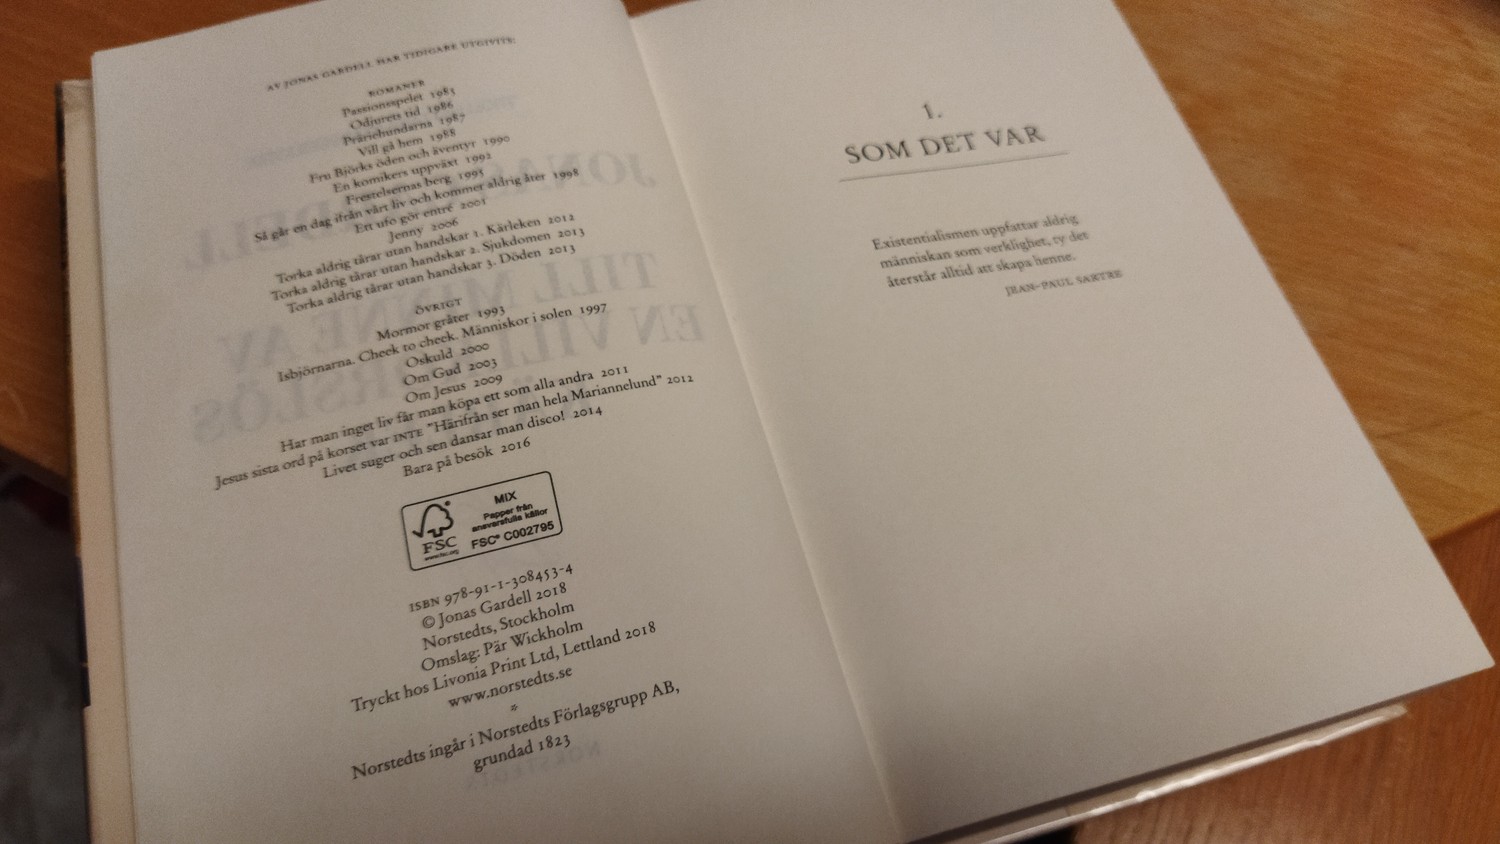 AV JONAS GARDELL HAR TIDIGARE UTGIVITS:
ROMANER
Passionsspelet 1985
Odjurets tid 1986
Präriehundarna 1987
Vill gå hem 1988
Fru Björks öden och äventyr 1990
En komikers uppväxt 1992
Frestelsernas berg 1995
Så går en dag ifrån vårt liv och kommer aldrig åter 1998
Ett ufo gör entré 2001
Jenny 2006
Torka aldrig tårar utan handskar 1. Kärleken 2012
Torka aldrig tårar utan handskar 2. Sjukdomen 2013
Torka aldrig tårar utan handskar 3. Döden 2013
ÖVRIGT
Mormor gråter 1993
Isbjörnarna. Check to check. Människor i solen 1997
Oskuld 2000
Om Gud 2003
Om Jesus 2009
Har man inget liv får man köpa ett som alla andra 2011
Jesus sista ord på korset var INTE "Härifrån ser man hela Mariannelund" 2012
Livet suger och sen dansar man disco! 2014
Bara på besök 2016
FSC
www.fsc.org
MIX
Papper från
ansvarsfulla källor
FSC® C002795
ISBN 978-91-1-308453-4
© Jonas Gardell 2018
Norstedts, Stockholm
Omslag: Pär Wickholm
Tryckt hos Livonia Print Ltd, Lettland 2018
www.norstedts.se
*
Norstedts ingår i Norstedts Förlagsgrupp AB,
grundad 1823
1.
SOM DET VAR
Existentialismen uppfattar aldrig
människan som verklighet, ty det
återstår alltid att skapa henne.
JEAN-PAUL SARTRE